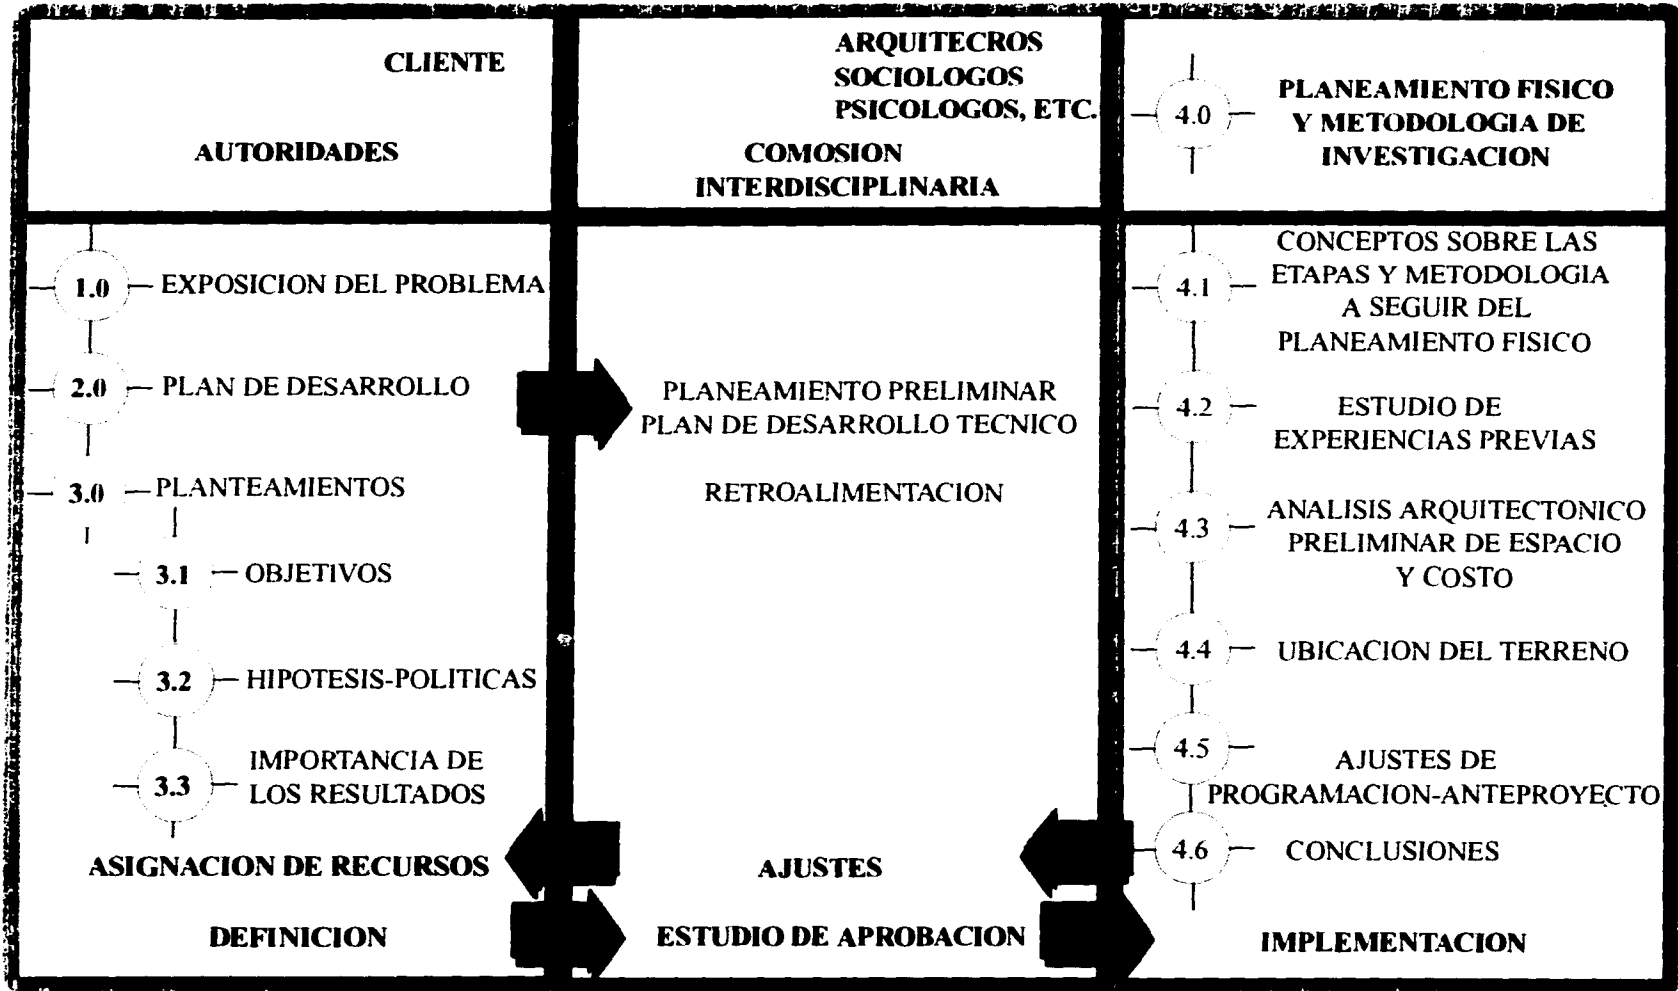 CLIENTE
AUTORIDADES
ARQUITECROS
SOCIOLOGOS
PSICOLOGOS, ETC.
COMOSION
INTERDISCIPLINARIA
4.0
PLANEAMIENTO FISICO
Y METODOLOGIA DE
INVESTIGACION
1.0 EXPOSICION DEL PROBLEMA
2.0 PLAN DE DESARROLLO
3.0 PLANTEAMIENTOS
3.1 OBJETIVOS
3.2 HIPOTESIS-POLITICAS
3.3
IMPORTANCIA DE
LOS RESULTADOS
ASIGNACION DE RECURSOS
DEFINICION
PLANEAMIENTO PRELIMINAR
PLAN DE DESARROLLO TECNICO
RETROALIMENTACION
AJUSTES
ESTUDIO DE APROBACION
4.1
CONCEPTOS SOBRE LAS
ETAPAS Y METODOLOGIA
A SEGUIR DEL
PLANEAMIENTO FISICO
4.2
ESTUDIO DE
EXPERIENCIAS PREVIAS
4.3
ANALISIS ARQUITECTONICO
PRELIMINAR DE ESPACIO
Y COSTO
4.4 UBICACION DEL TERRENO
4.5
AJUSTES DE
PROGRAMACION-ANTEPROYECTO
4.6 CONCLUSIONES
IMPLEMENTACION